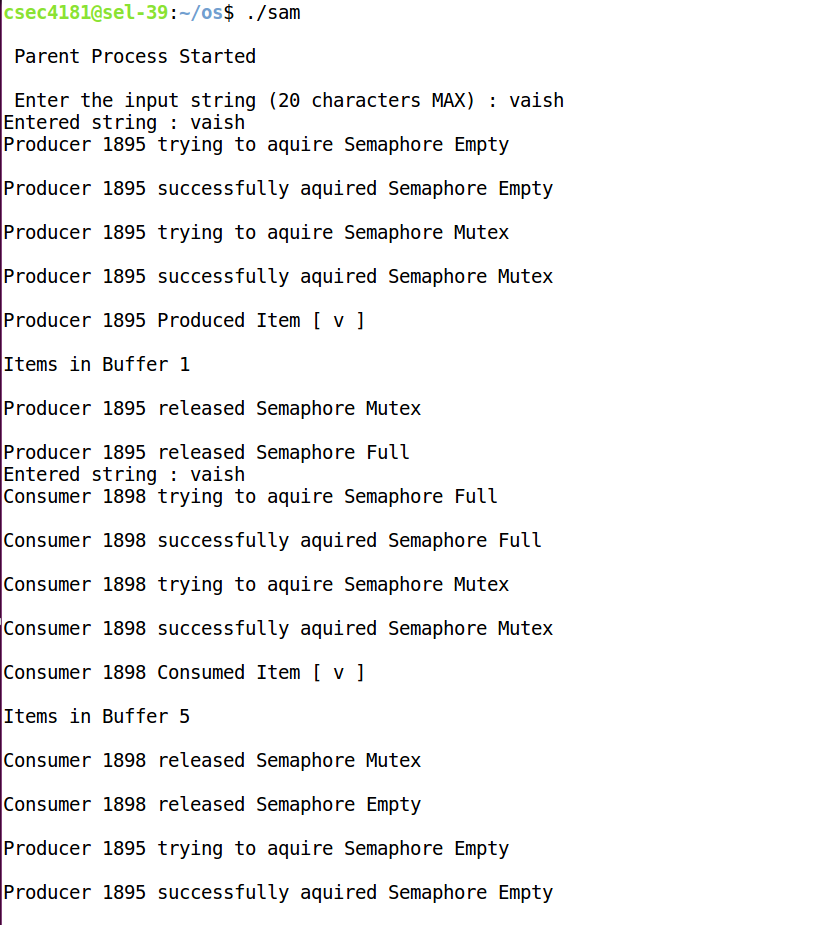 csec4181@sel-39:~/os$ ./sam
Parent Process Started
Enter the input string (20 characters MAX) : vaish
Entered string : vaish
Producer 1895 trying to aquire Semaphore Empty
Producer 1895 successfully aquired Semaphore Empty
Producer 1895 trying to aquire Semaphore Mutex
Producer 1895 successfully aquired Semaphore Mutex
Producer 1895 Produced Item [ v ]
Items in Buffer 1
Producer 1895 released Semaphore Mutex
Producer 1895 released Semaphore Full
Entered string : vaish
Consumer 1898 trying to aquire Semaphore Full
Consumer 1898 successfully aquired Semaphore Full
Consumer 1898 trying to aquire Semaphore Mutex
Consumer 1898 successfully aquired Semaphore Mutex
Consumer 1898 Consumed Item [ v ]
Items in Buffer 5
Consumer 1898 released Semaphore Mutex
Consumer 1898 released Semaphore Empty
Producer 1895 trying to aquire Semaphore Empty
Producer 1895 successfully aquired Semaphore Empty